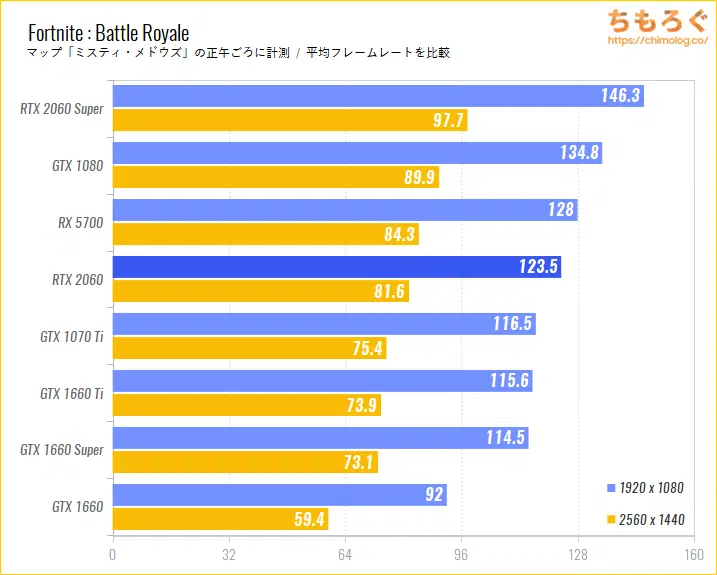 Fortnite : Battle Royale
マップ「ミスティ・メドウズ」の正午ごろに計測 / 平均フレームレートを比較
ちもろぐ
https://chimolog.co/
RTX 2060 Super
146.3
97.7
GTX 1080
134.8
89.9
RX 5700
128
84.3
RTX 2060
123.5
81.6
GTX 1070 Ti
116.5
75.4
GTX 1660 Ti
115.6
73.9
GTX 1660 Super
114.5
73.1
GTX 1660
92
59.4
1920 x 1080
2560 x 1440
0 32 64 96 128 160